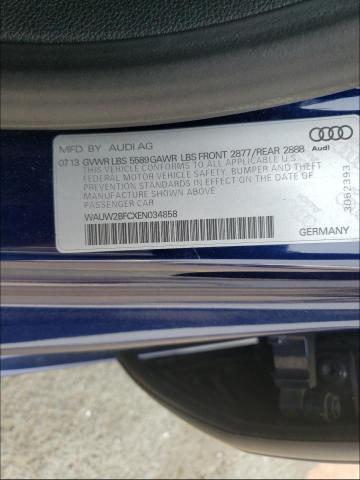 MFD. BY AUDI AG
07 13 GVWR LBS 5589 GAWR LBS FRONT 2877/REAR 2888
THIS VEHICLE CONFORMS TO ALL APPLICABLE U.S.
FEDERAL MOTOR VEHICLE SAFETY, BUMPER AND THEFT
PREVENTION STANDARDS IN EFFECT ON THE DATE OF
MANUFACTURE SHOWN ABOVE
PASSENGER CAR
WAUW2BFCXEN034858
Audi
3062393
GERMANY